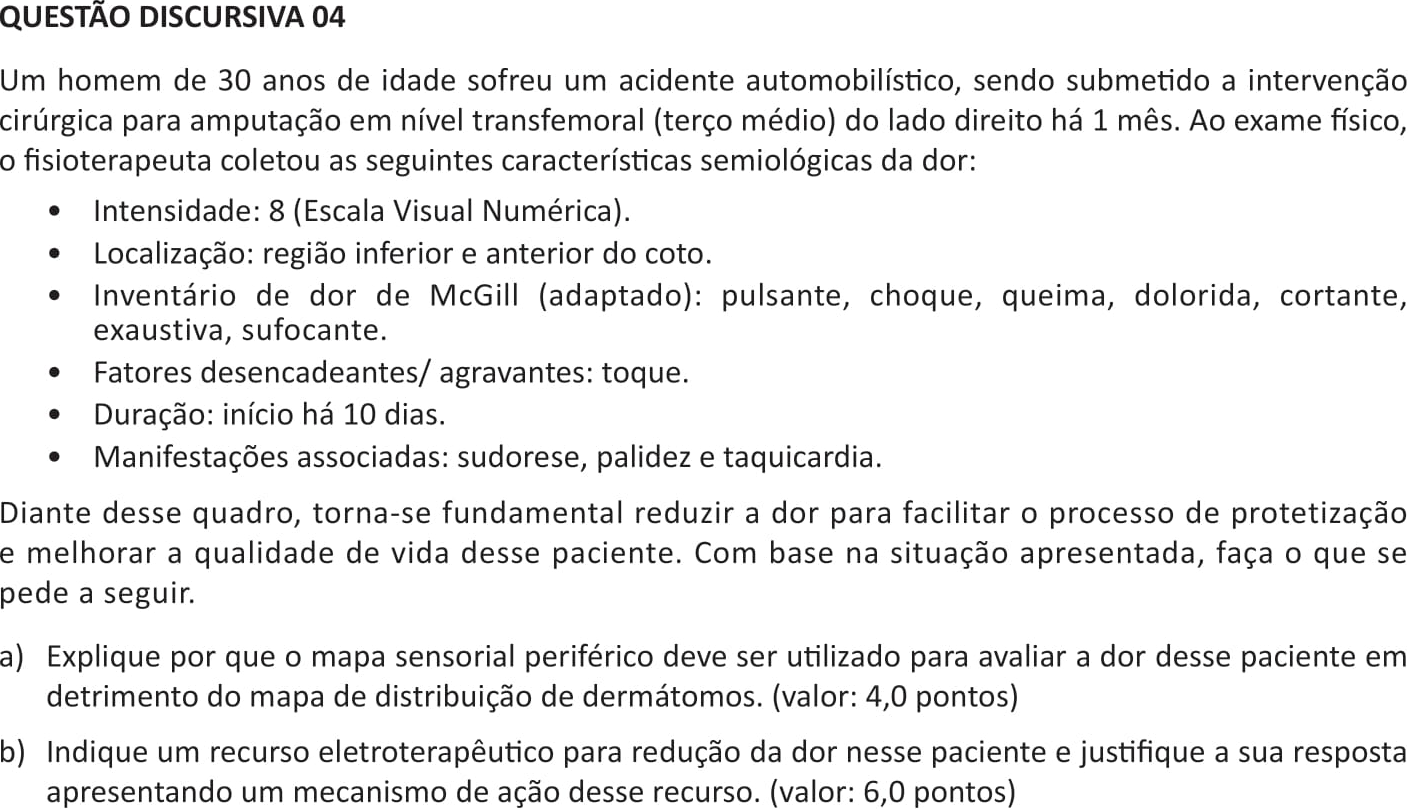 QUESTÃO DISCURSIVA 04
Um homem de 30 anos de idade sofreu um acidente automobilístico, sendo submetido a intervenção
cirúrgica para amputação em nível transfemoral (terço médio) do lado direito há 1 mês. Ao exame físico,
o fisioterapeuta coletou as seguintes características semiológicas da dor:
• Intensidade: 8 (Escala Visual Numérica).
• Localização: região inferior e anterior do coto.
• Inventário de dor de McGill (adaptado): pulsante, choque, queima, dolorida, cortante,
exaustiva, sufocante.
• Fatores desencadeantes/ agravantes: toque.
• Duração: início há 10 dias.
• Manifestações associadas: sudorese, palidez e taquicardia.
Diante desse quadro, torna-se fundamental reduzir a dor para facilitar o processo de protetização
e melhorar a qualidade de vida desse paciente. Com base na situação apresentada, faça o que se
pede a seguir.
a) Explique por que o mapa sensorial periférico deve ser utilizado para avaliar a dor desse paciente em
detrimento do mapa de distribuição de dermátomos. (valor: 4,0 pontos)
b) Indique um recurso eletroterapêutico para redução da dor nesse paciente e justifique a sua resposta
apresentando um mecanismo de ação desse recurso. (valor: 6,0 pontos)